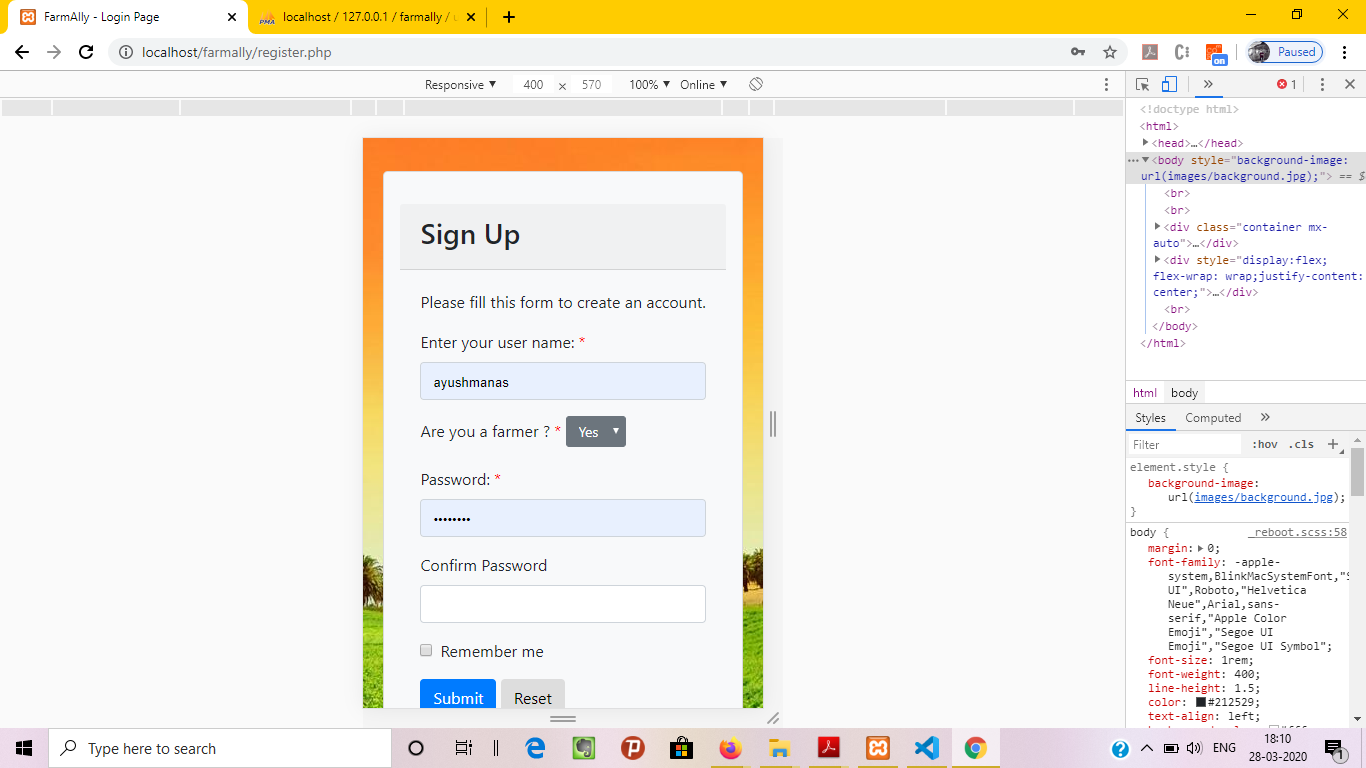 FarmAlly - Login Page
localhost / 127.0.0.1 / farmally /
localhost/farmally/register.php
Paused
on
Responsive 400 × 570 100% Online
1
Sign Up
Please fill this form to create an account.
Enter your user name: *
ayushmanas
Are you a farmer ? * Yes
Password: *
••••••••
Confirm Password
Remember me
Submit Reset
<!doctype html>
<html>
<head>…</head>
<body style="background-image:
url(images/background.jpg);"> == $
<br>
<br>
<div class="container mx-
auto">…</div>
<div style="display:flex;
flex-wrap: wrap;justify-content:
center;">…</div>
<br>
</body>
</html>
html body
Styles Computed
Filter :hov .cls +
element.style {
background-image:
url(images/background.jpg);
}
body { _reboot.scss:58
margin: 0;
font-family: -apple-
system,BlinkMacSystemFont,"S
UI",Roboto,"Helvetica
Neue",Arial,sans-
serif,"Apple Color
Emoji","Segoe UI
Emoji","Segoe UI Symbol";
font-size: 1rem;
font-weight: 400;
line-height: 1.5;
color: #212529;
text-align: left;
Type here to search
ENG
18:10
28-03-2020
1